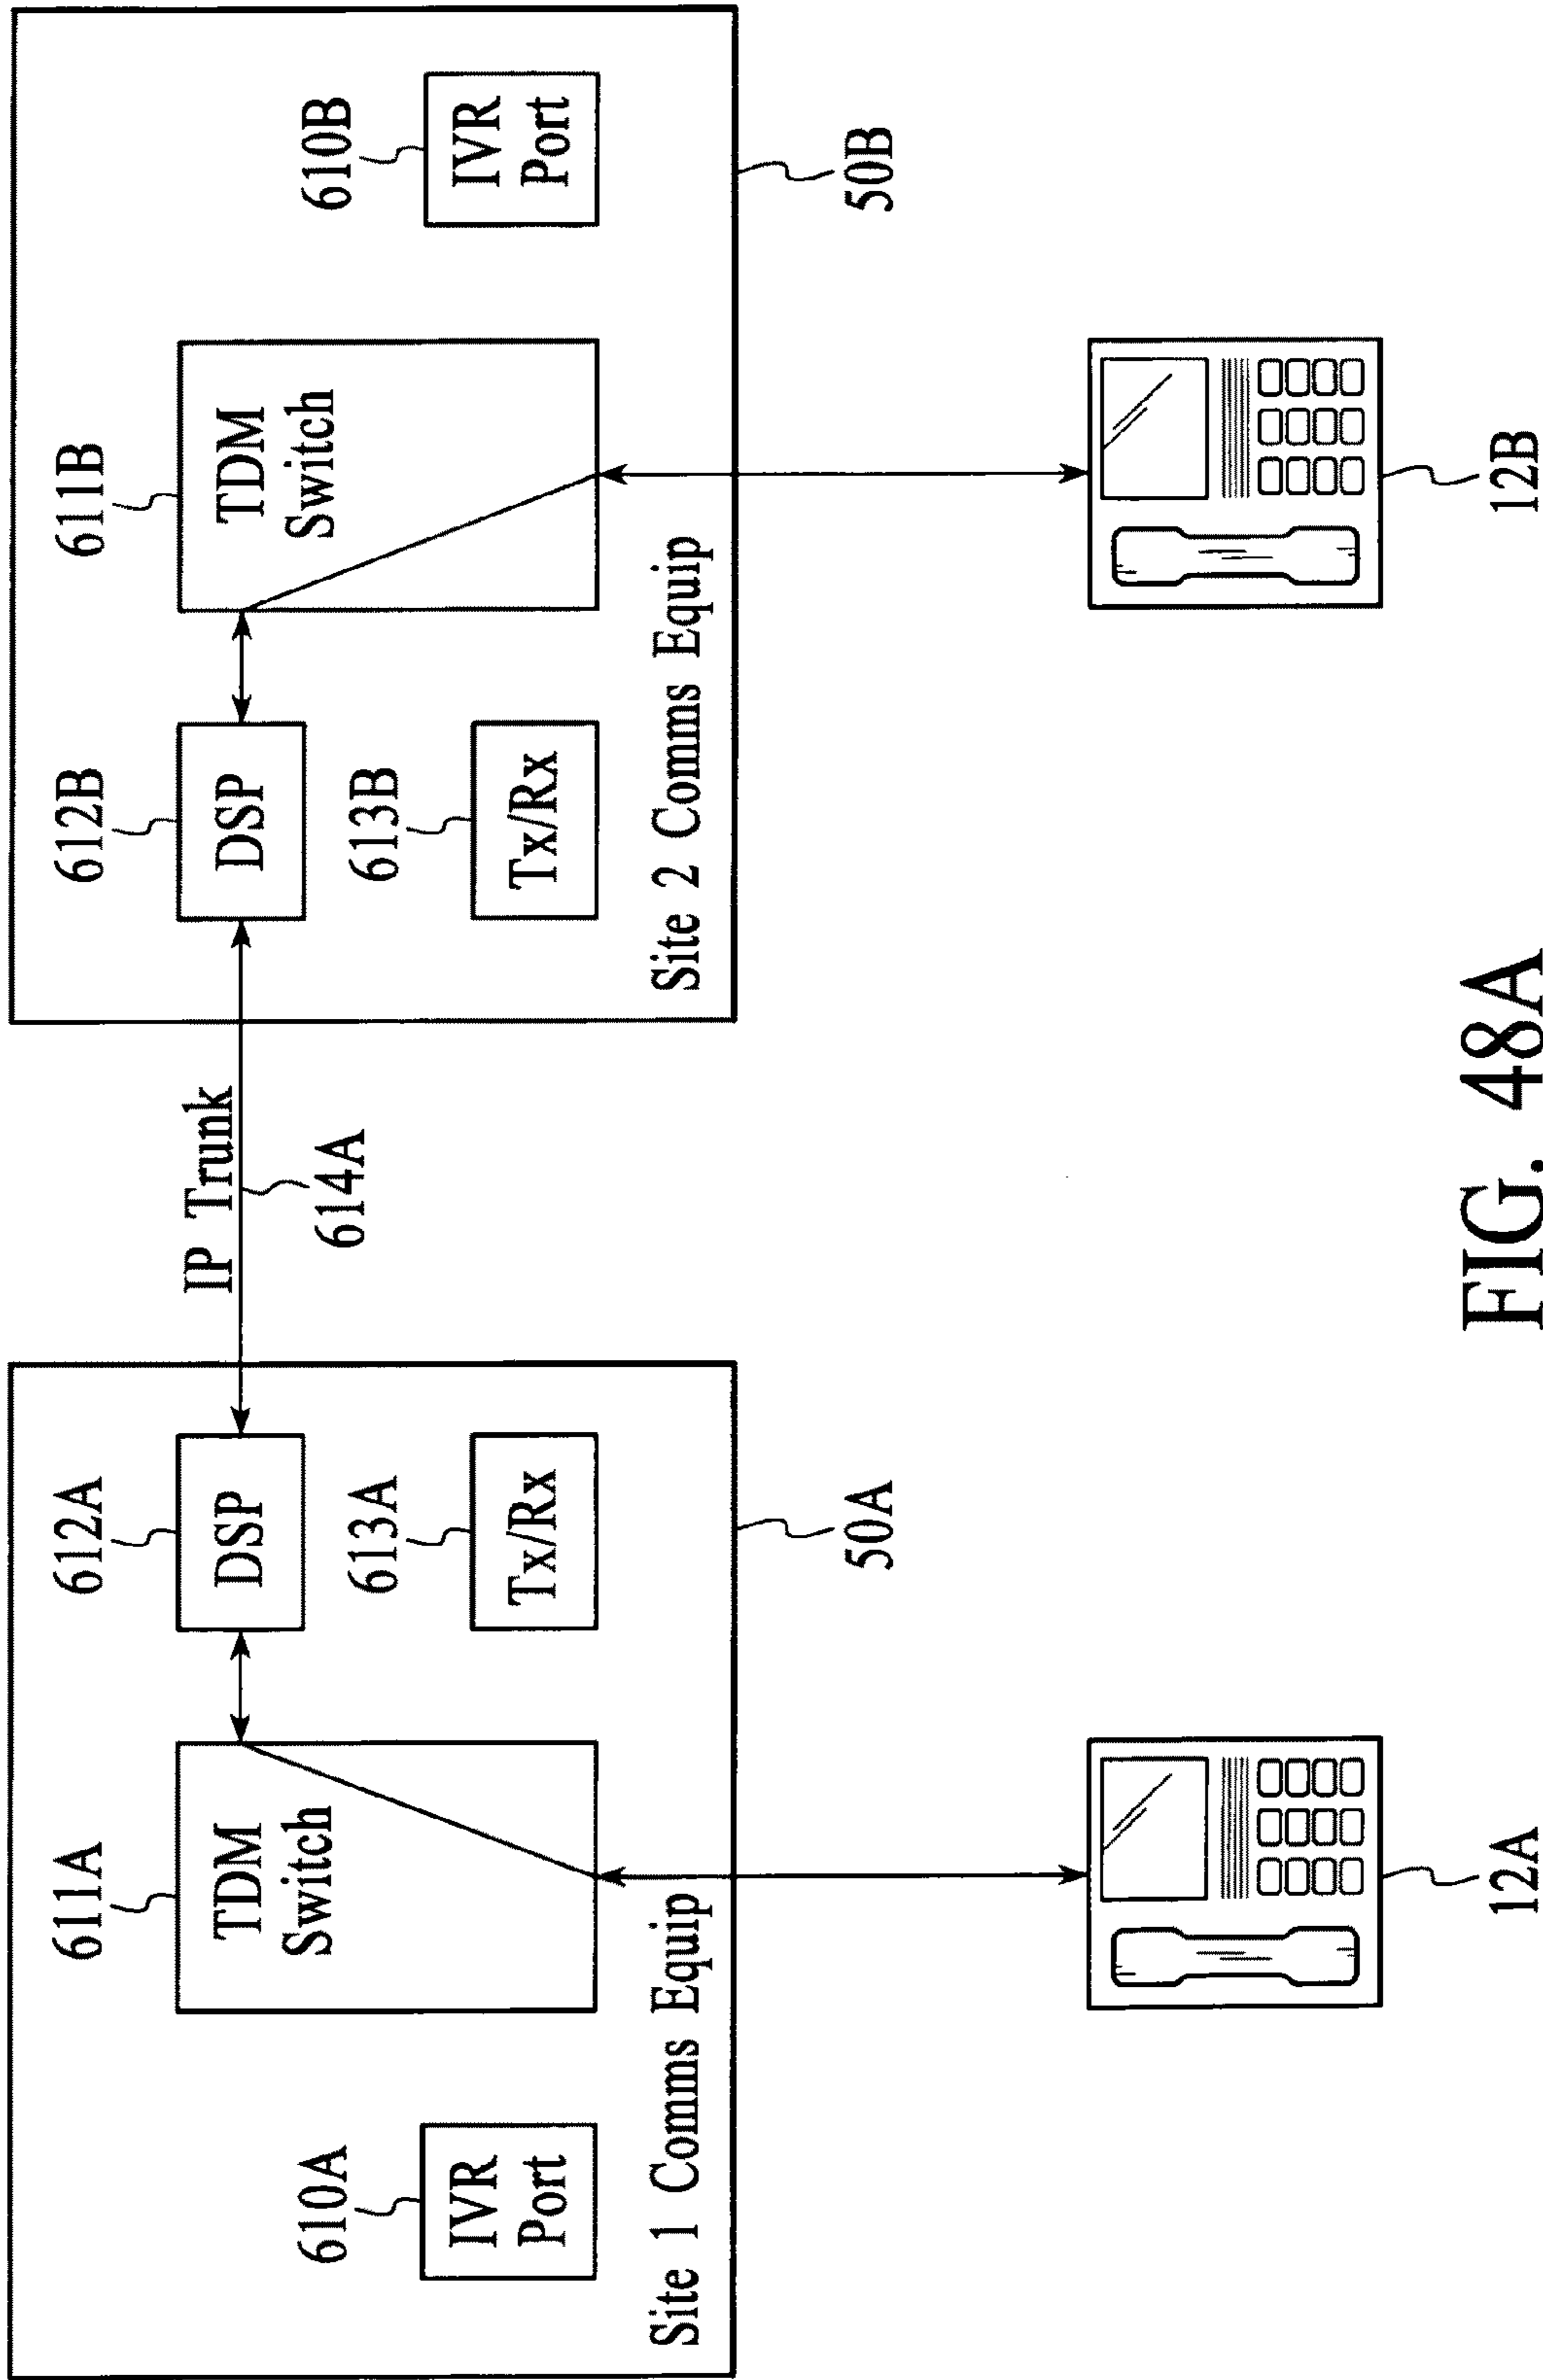 611A
612A
IP Trunk
612B
611B
TDM
Switch
DSP
DSP
TDM
Switch
610A
613A
614A
613B
610B
IVR
Port
Tx/Rx
Tx/Rx
IVR
Port
Site 1 Comms Equip
Site 2 Comms Equip
50A
50B
12A
12B
FIG. 48A